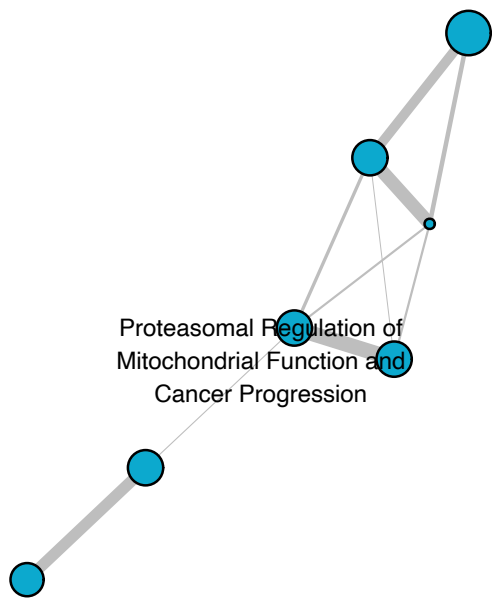 Proteasomal Regulation of
Mitochondrial Function and
Cancer Progression